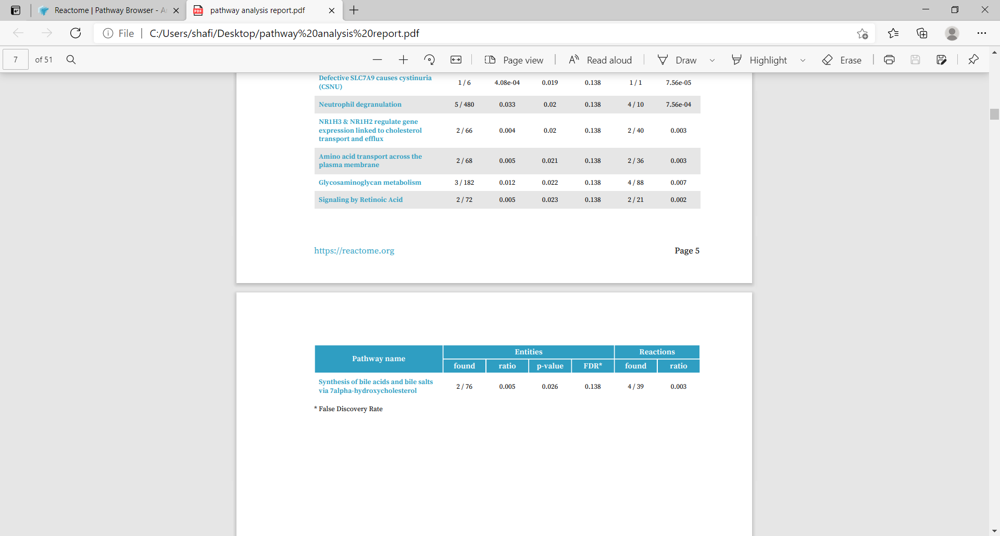 Reactome | Pathway Browser - A
pathway analysis report.pdf
File | C:/Users/shafi/Desktop/pathway%20analysis%20report.pdf
7 of 51 Page view Read aloud Draw Highlight Erase
Defective SLC7A9 causes cystinuria
(CSNU) 1 / 6 4.08e-04 0.019 0.138 1 / 1 7.56e-05
Neutrophil degranulation 5 / 480 0.033 0.02 0.138 4 / 10 7.56e-04
NR1H3 & NR1H2 regulate gene
expression linked to cholesterol 2 / 66 0.004 0.02 0.138 2 / 40 0.003
transport and efflux
Amino acid transport across the
plasma membrane 2 / 68 0.005 0.021 0.138 2 / 36 0.003
Glycosaminoglycan metabolism 3 / 182 0.012 0.022 0.138 4 / 88 0.007
Signaling by Retinoic Acid 2 / 72 0.005 0.023 0.138 2 / 21 0.002
https://reactome.org Page 5
Pathway name Entities Reactions
found ratio p-value FDR* found ratio
Synthesis of bile acids and bile salts
via 7alpha-hydroxycholesterol 2 / 76 0.005 0.026 0.138 4 / 39 0.003
* False Discovery Rate